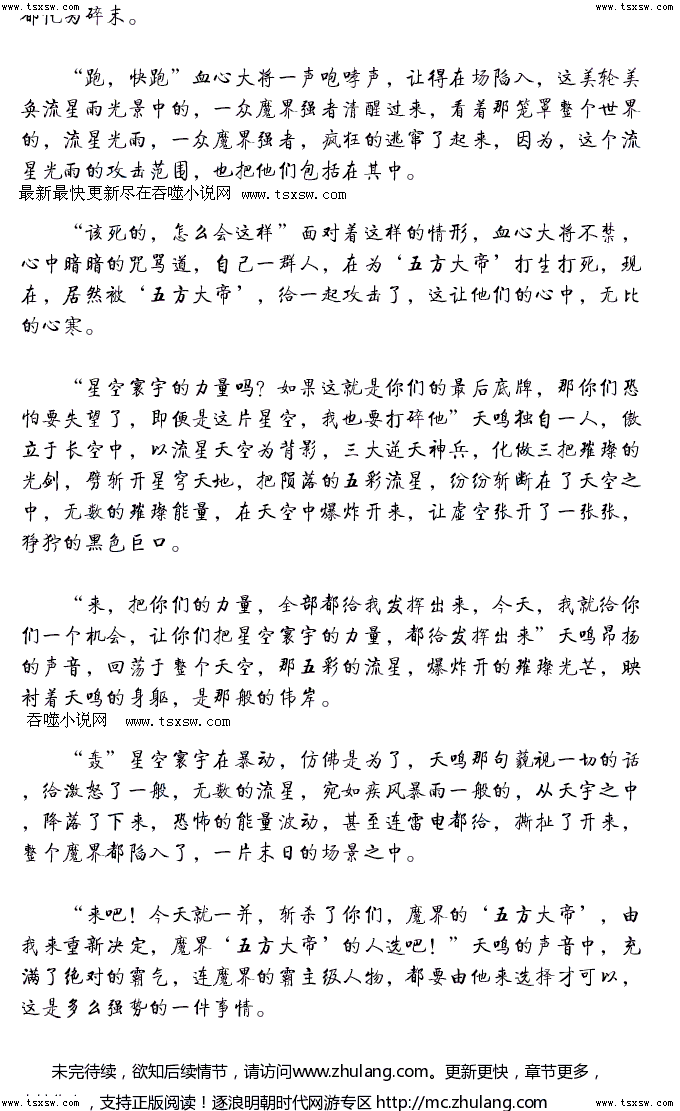 www.tsxsw.com www.tsxsw.com
都化为碎末。
“跑，快跑”血心大将一声咆哮声，让得在场陷入，这美轮美
奂流星雨光景中的，一众魔界强者清醒过来，看着那笼罩整个世界
的，流星光雨，一众魔界强者，疯狂的逃窜了起来，因为，这个流
星光雨的攻击范围，也把他们包括在其中。
最新最快更新尽在吞噬小说网 www.tsxsw.com
“该死的，怎么会这样”面对着这样的情形，血心大将不禁，
心中暗暗的咒骂道，自己一群人，在为‘五方大帝’打生打死，现
在，居然被‘五方大帝’，给一起攻击了，这让他们的心中，无比
的心寒。
“星空寰宇的力量吗？如果这就是你们的最后底牌，那你们恐
怕要失望了，即便是这片星空，我也要打碎他”天鸣独自一人，傲
立于长空中，以流星天空为背影，三大逆天神兵，化做三把璀璨的
光剑，劈斩开星穹天地，把陨落的五彩流星，纷纷斩断在了天空之
中，无数的璀璨能量，在天空中爆炸开来，让虚空张开了一张张，
狰狞的黑色巨口。
“来，把你们的力量，全部都给我发挥出来，今天，我就给你
们一个机会，让你们把星空寰宇的力量，都给发挥出来”天鸣昂扬
的声音，回荡于整个天空，那五彩的流星，爆炸开的璀璨光芒，映
衬着天鸣的身躯，是那般的伟岸。
吞噬小说网 www.tsxsw.com
“轰”星空寰宇在暴动，仿佛是为了，天鸣那句藐视一切的话
，给激怒了一般，无数的流星，宛如疾风暴雨一般的，从天宇之中
，降落了下来，恐怖的能量波动，甚至连雷电都给，撕扯了开来，
整个魔界都陷入了，一片末日的场景之中。
“来吧！今天就一并，斩杀了你们，魔界的‘五方大帝’，由
我来重新决定，魔界‘五方大帝’的人选吧！”天鸣的声音中，充
满了绝对的霸气，连魔界的霸主级人物，都要由他来选择才可以，
这是多么强势的一件事情。
未完待续，欲知后续情节，请访问www.zhulang.com。更新更快，章节更多，
www.tsxsw.com ，支持正版阅读！逐浪明朝时代网游专区 http://mc.zhulang.com www.tsxsw.com